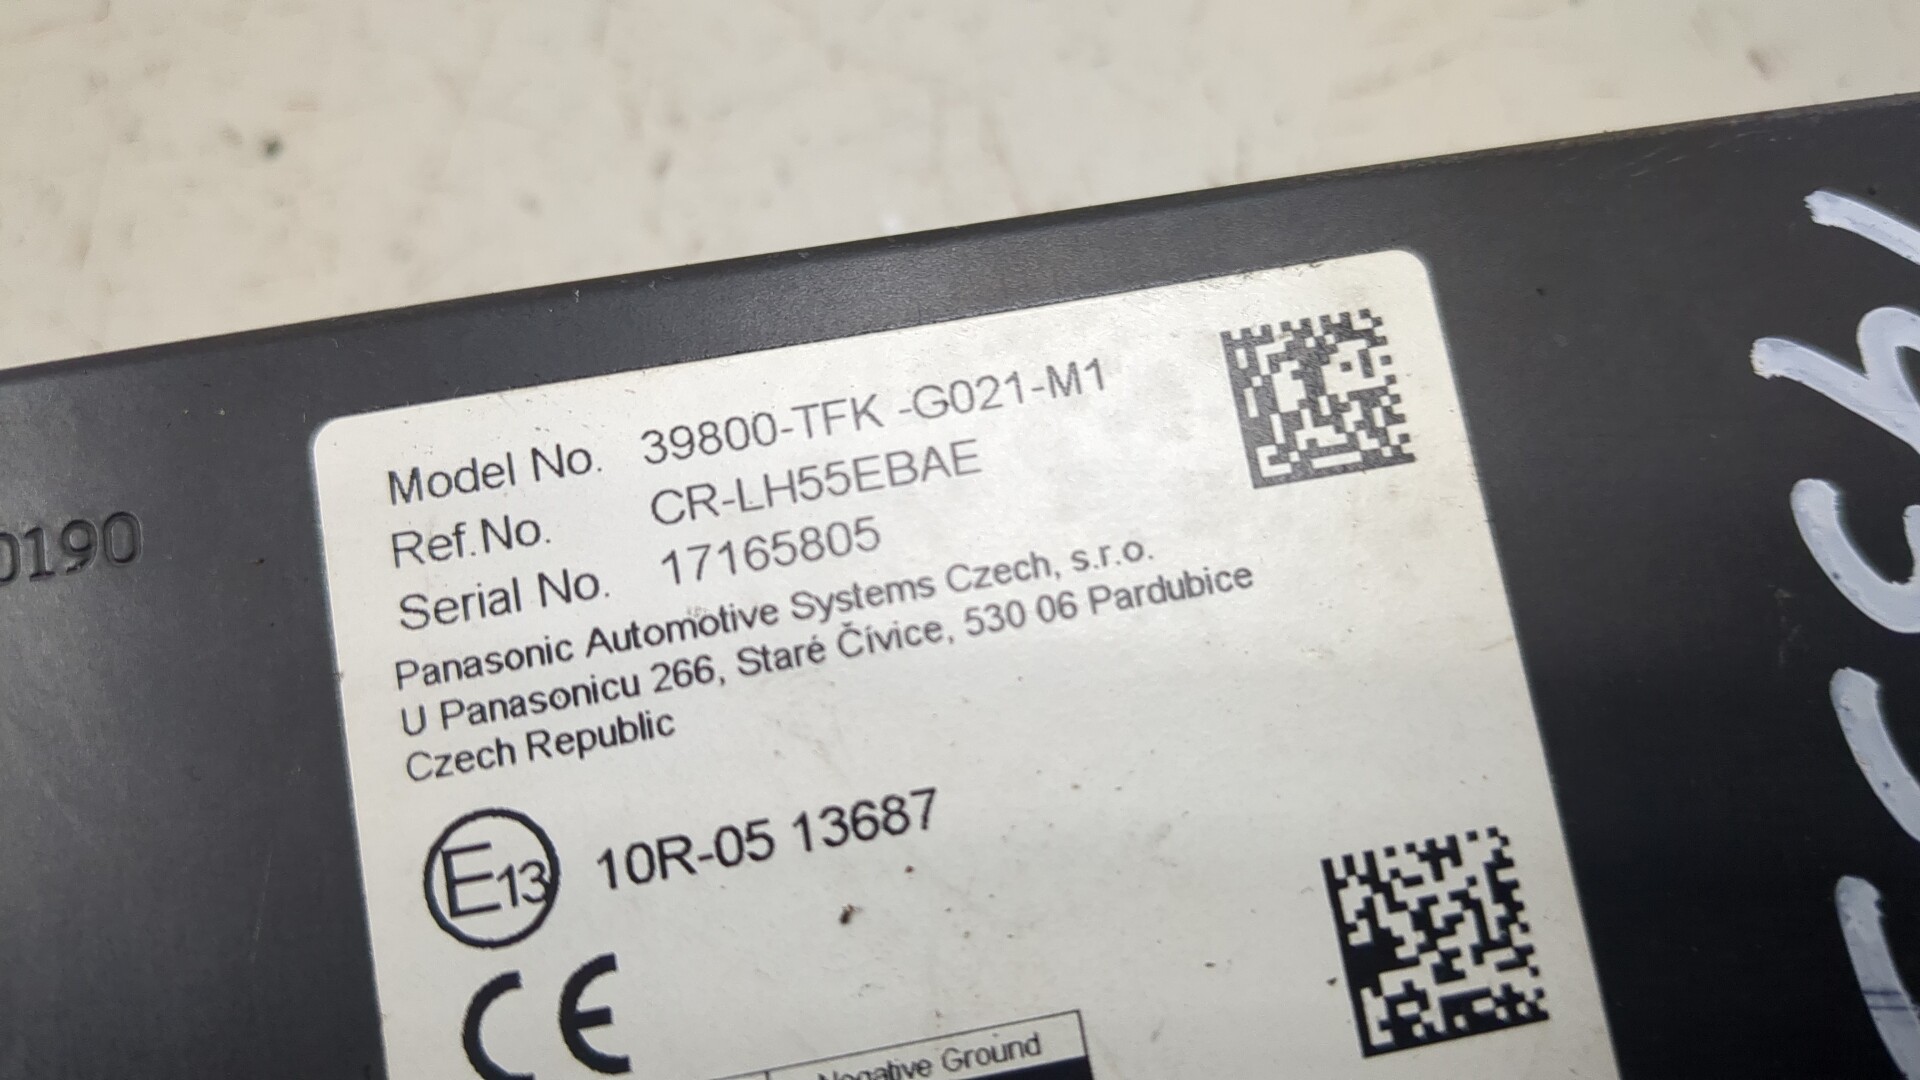 0190
Model No. 39800-TFK -G021-M1
Ref.No. CR-LH55EBAE
Serial No. 17165805
Panasonic Automotive Systems Czech, s.r.o.
U Panasonicu 266, Staré Čívice, 530 06 Pardubice
Czech Republic
E13 10R-05 13687
CE
Negative Ground